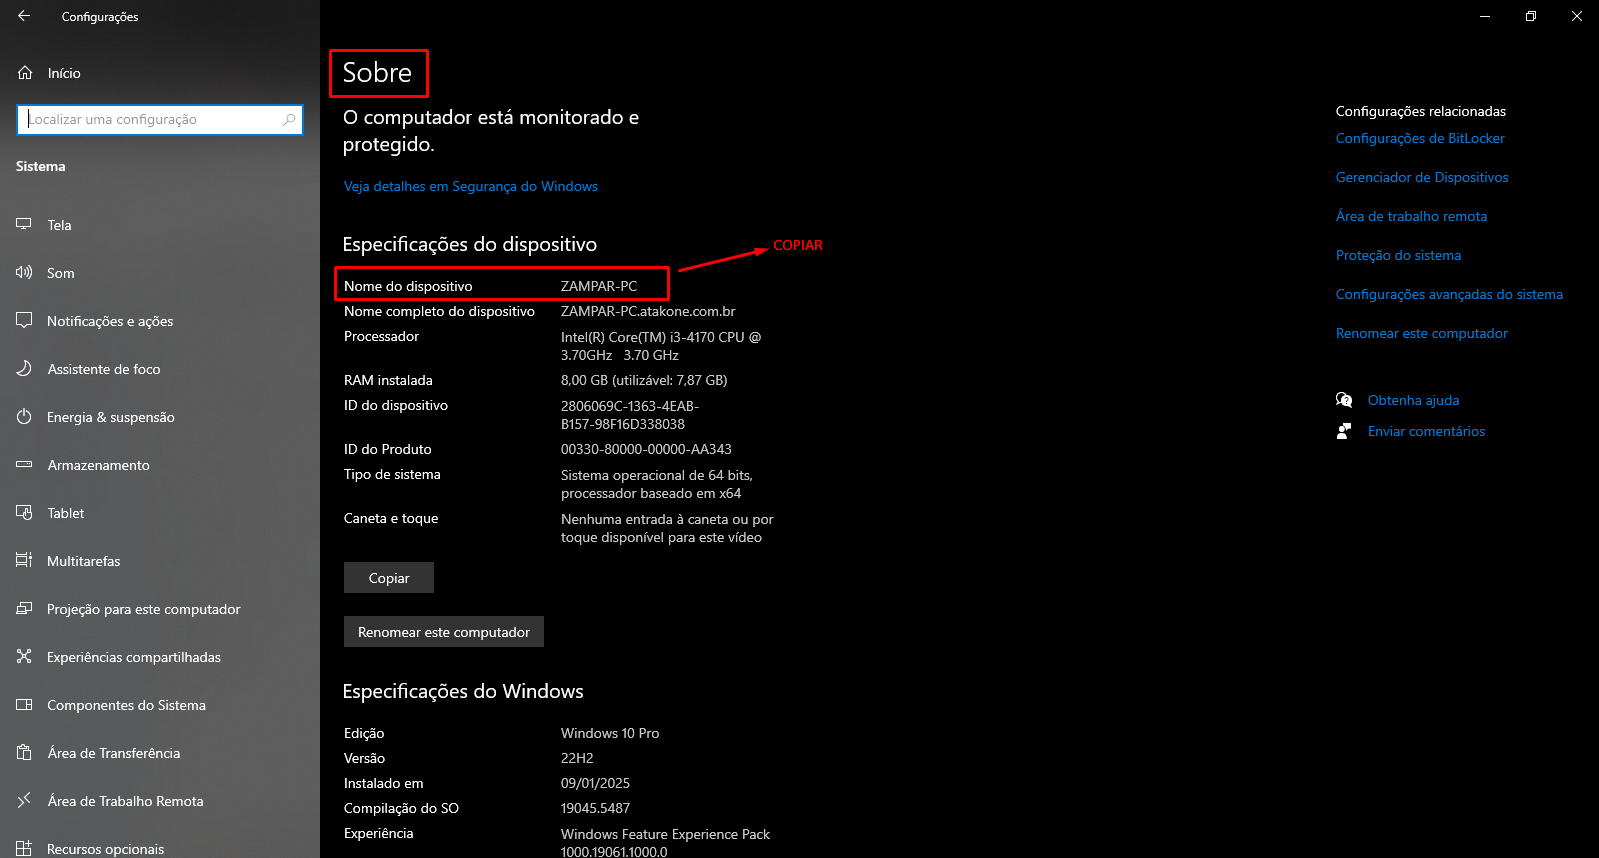 Configurações
Início
Localizar uma configuração
Sistema
Tela
Som
Notificações e ações
Assistente de foco
Energia & suspensão
Armazenamento
Tablet
Multitarefas
Projeção para este computador
Experiências compartilhadas
Componentes do Sistema
Área de Transferência
Área de Trabalho Remota
Recursos opcionais
Sobre
O computador está monitorado e
protegido.
Veja detalhes em Segurança do Windows
Especificações do dispositivo
COPIAR
Nome do dispositivo ZAMPAR-PC
Nome completo do dispositivo ZAMPAR-PC.atakone.com.br
Processador Intel(R) Core(TM) i3-4170 CPU @
3.70GHz 3.70 GHz
RAM instalada 8,00 GB (utilizável: 7,87 GB)
ID do dispositivo 2806069C-1363-4EAB-
B157-98F16D338038
ID do Produto 00330-80000-00000-AA343
Tipo de sistema Sistema operacional de 64 bits,
processador baseado em x64
Caneta e toque Nenhuma entrada à caneta ou por
toque disponível para este vídeo
Copiar
Renomear este computador
Especificações do Windows
Edição Windows 10 Pro
Versão 22H2
Instalado em 09/01/2025
Compilação do SO 19045.5487
Experiência Windows Feature Experience Pack
1000.19061.1000.0
Configurações relacionadas
Configurações de BitLocker
Gerenciador de Dispositivos
Área de trabalho remota
Proteção do sistema
Configurações avançadas do sistema
Renomear este computador
Obtenha ajuda
Enviar comentários